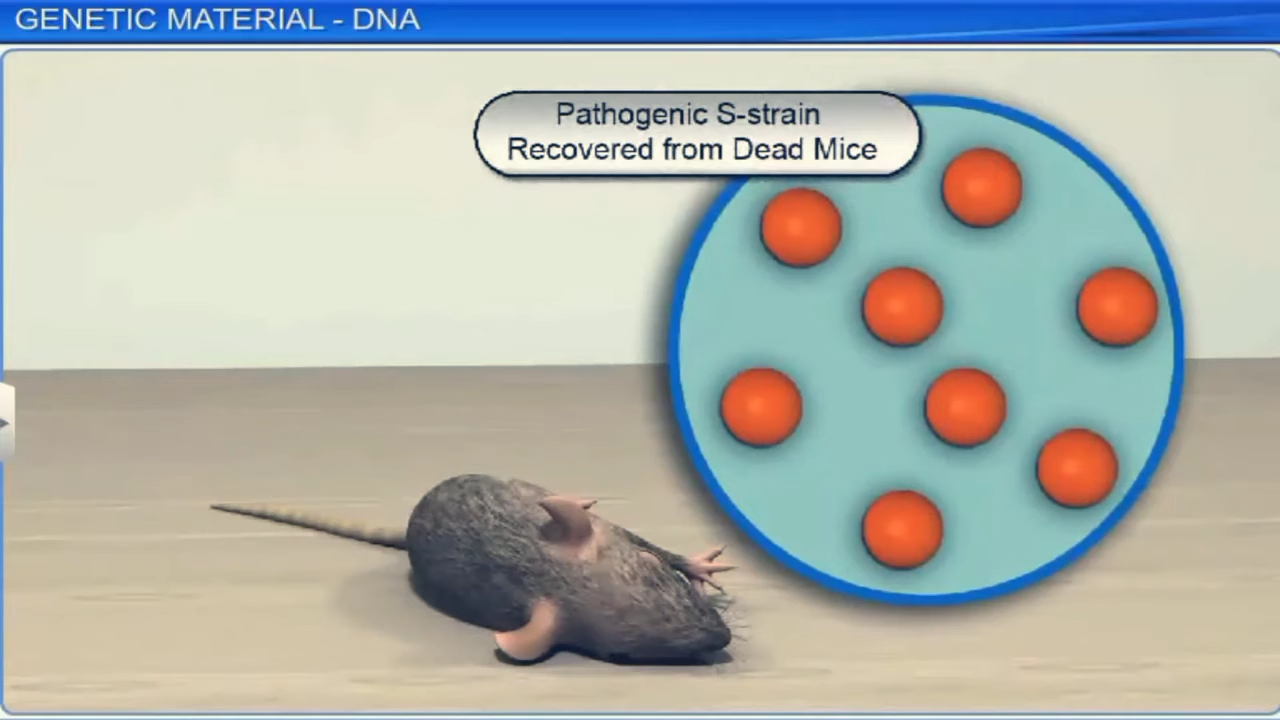 GENETIC MATERIAL - DNA
Pathogenic S-strain
Recovered from Dead Mice